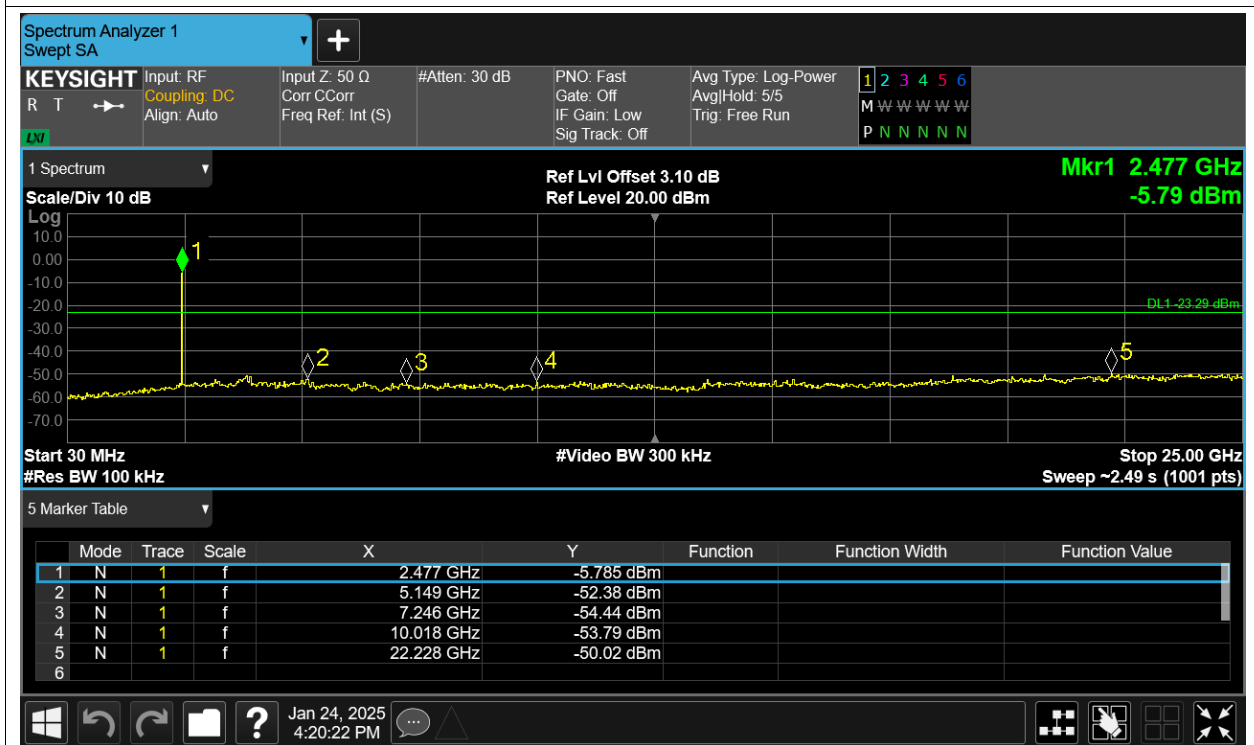 Spectrum Analyzer 1
Swept SA
KEYSIGHT
R T
LXI
Input: RF
Coupling: DC
Align: Auto
Input Z: 50 Ω
Corr CCorr
Freq Ref: Int (S)
#Atten: 30 dB
PNO: Fast
Gate: Off
IF Gain: Low
Sig Track: Off
Avg Type: Log-Power
Avg|Hold: 5/5
Trig: Free Run
1 2 3 4 5 6
M W W W W W
P N N N N N
1 Spectrum
Scale/Div 10 dB
Ref Lvl Offset 3.10 dB
Ref Level 20.00 dBm
Mkr1 2.477 GHz
-5.79 dBm
Log
10.0
0.00
-10.0
-20.0
-30.0
-40.0
-50.0
-60.0
-70.0
1
2
3
4
5
DL1 -23.29 dBm
Start 30 MHz
#Res BW 100 kHz
#Video BW 300 kHz
Stop 25.00 GHz
Sweep ~2.49 s (1001 pts)
5 Marker Table
Mode Trace Scale X Y Function Function Width Function Value
1 N 1 f 2.477 GHz -5.785 dBm
2 N 1 f 5.149 GHz -52.38 dBm
3 N 1 f 7.246 GHz -54.44 dBm
4 N 1 f 10.018 GHz -53.79 dBm
5 N 1 f 22.228 GHz -50.02 dBm
6
?
Jan 24, 2025
4:20:22 PM